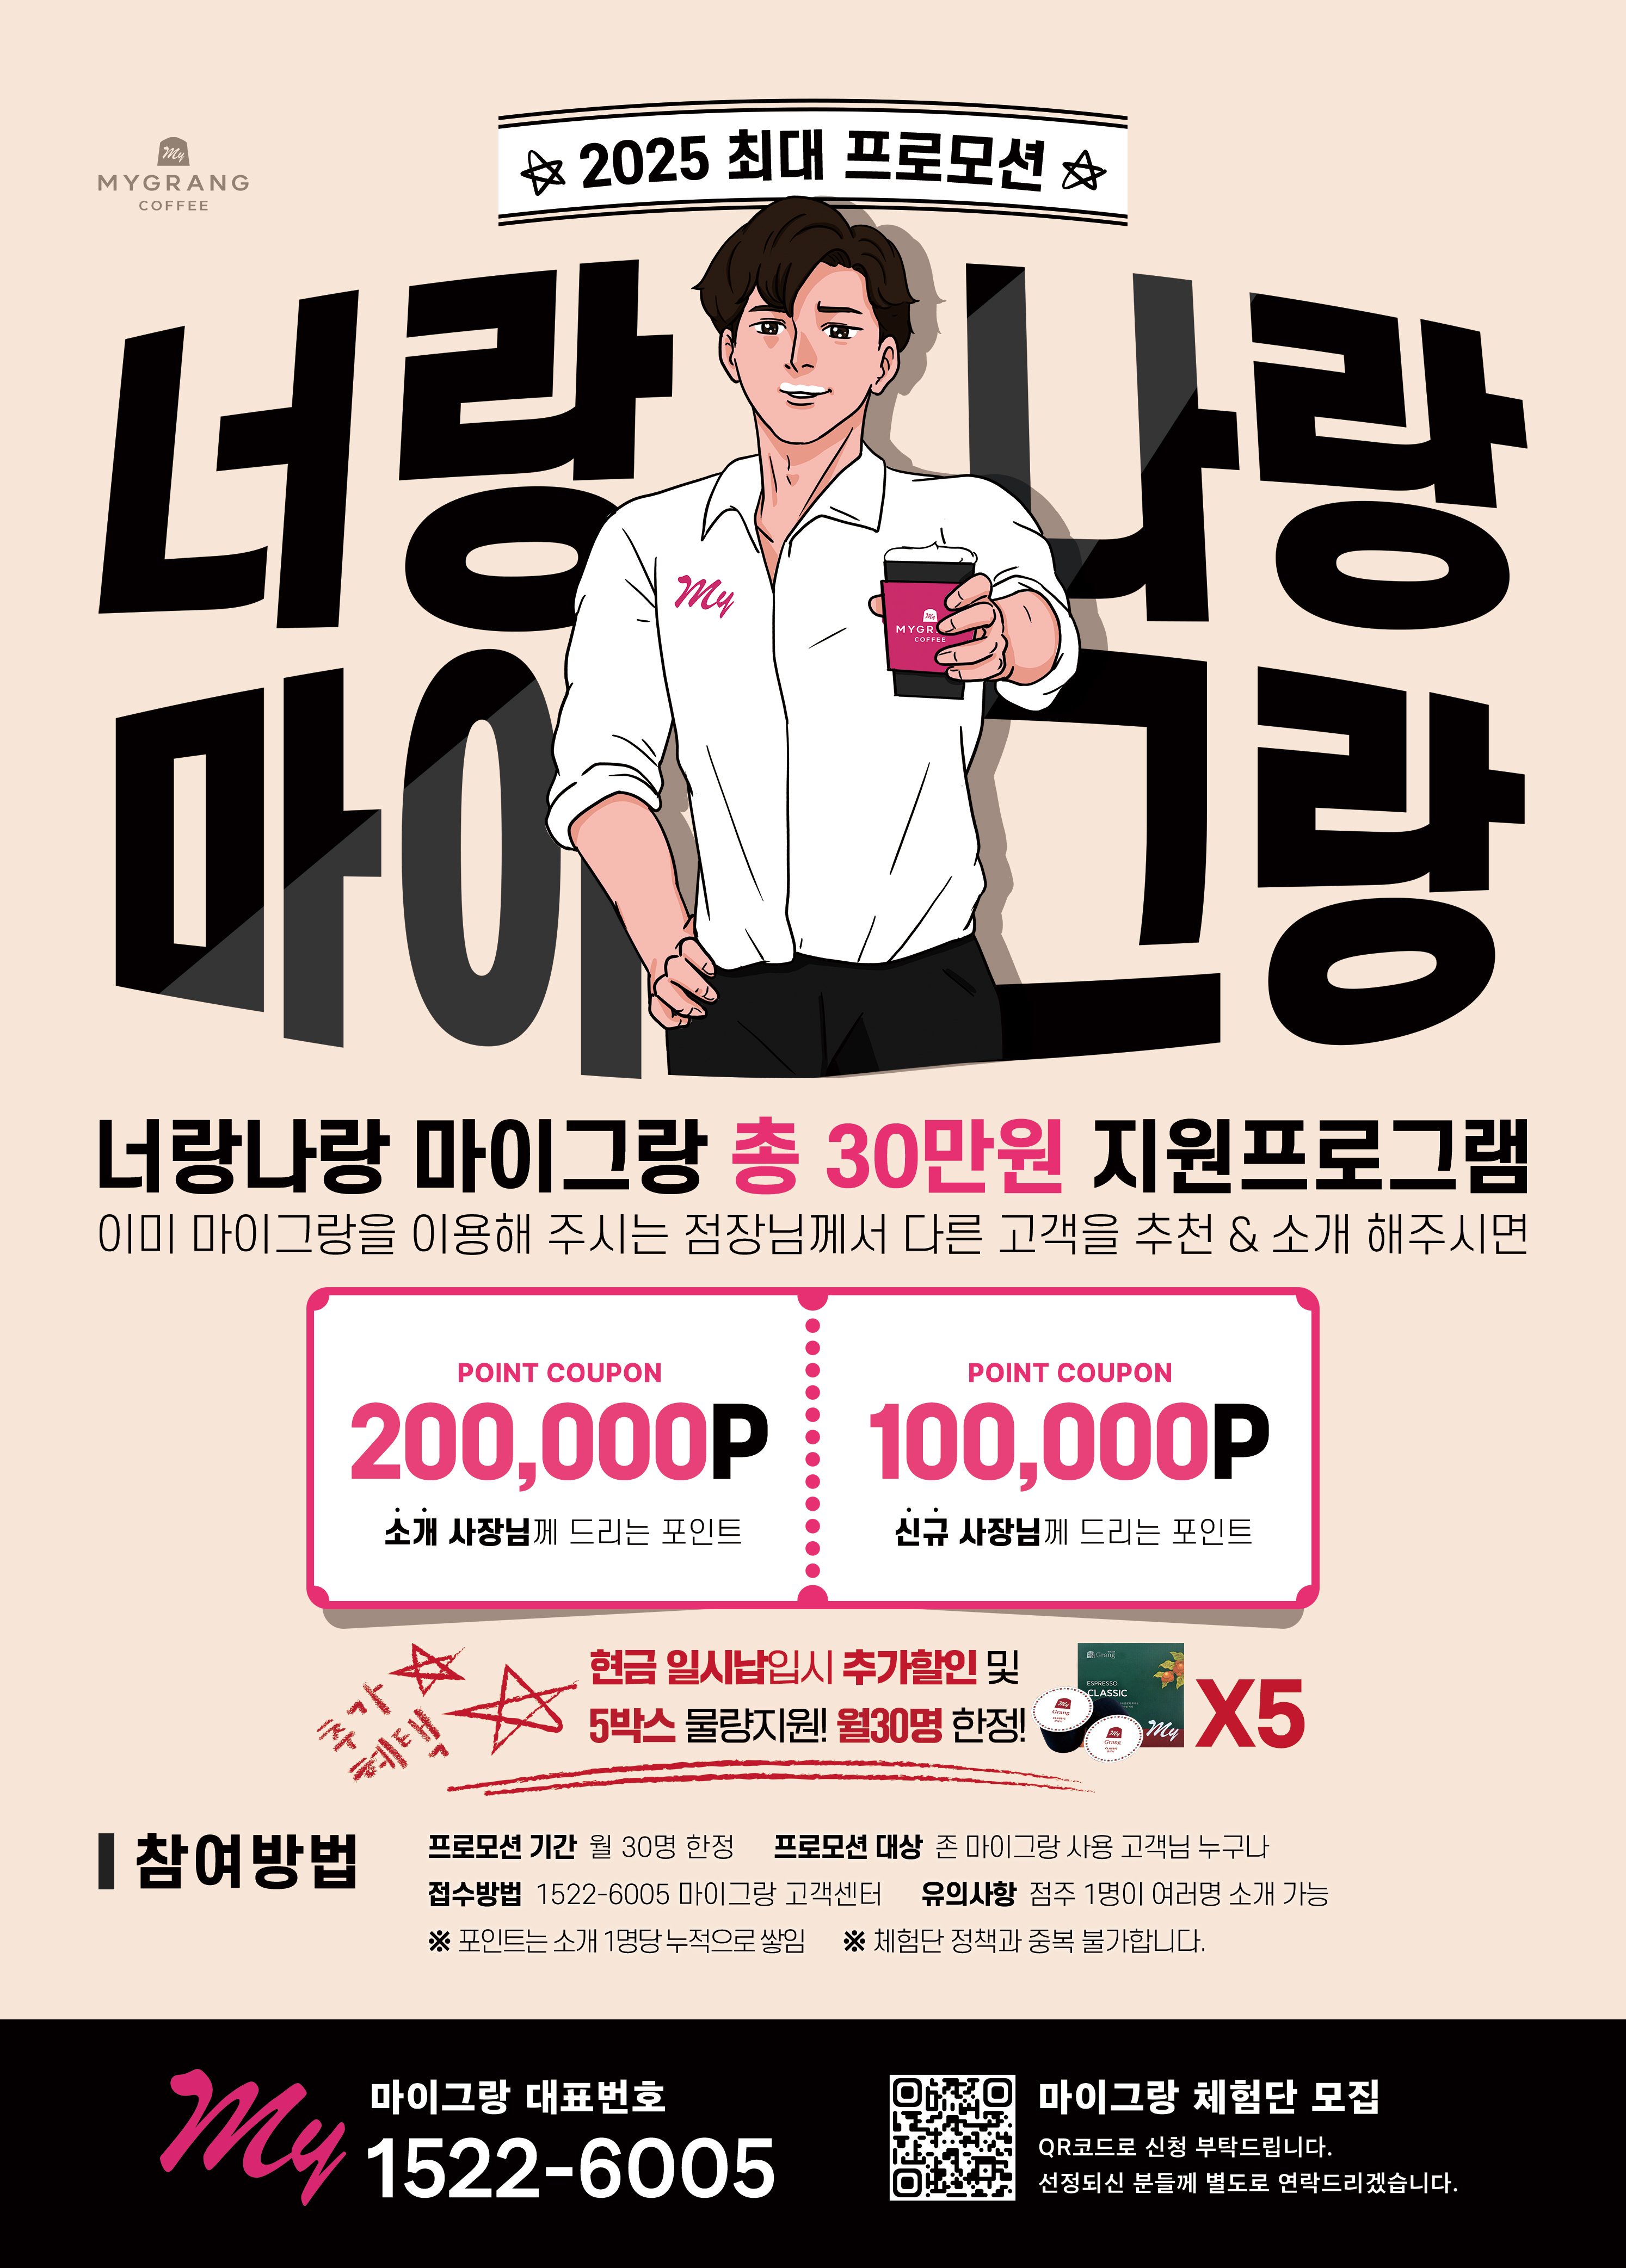 My
MYGRANG
COFFEE
2025 최대 프로모션
너랑 나랑
마이그랑
My
My
MYGR
COFFEE
너랑나랑 마이그랑 총 30만원 지원프로그램
이미 마이그랑을 이용해 주시는 점장님께서 다른 고객을 추천 & 소개 해주시면
POINT COUPON
200,000P
소개 사장님께 드리는 포인트
POINT COUPON
100,000P
신규 사장님께 드리는 포인트
추가
혜택
현금 일시납입시 추가할인 및
5박스 물량지원! 월30명 한정!
Grang
ESPRESSO
CLASSIC
My
My
Grang
CLASSIC
My
Grang
CLASSIC
X5
참여방법
프로모션 기간 월 30명 한정 프로모션 대상 존 마이그랑 사용 고객님 누구나
접수방법 1522-6005 마이그랑 고객센터 유의사항 점주 1명이 여러명 소개 가능
※ 포인트는 소개 1명당 누적으로 쌓임 ※ 체험단 정책과 중복 불가합니다.
My
마이그랑 대표번호
1522-6005
마이그랑 체험단 모집
QR코드로 신청 부탁드립니다.
선정되신 분들께 별도로 연락드리겠습니다.